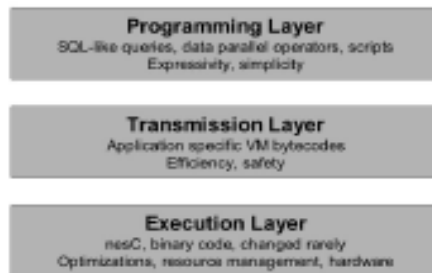 Programming Layer
SQL-like queries, data parallel operators, scripts
Expressivity, simplicity
Transmission Layer
Application specific VM bytecodes
Efficiency, safety
Execution Layer
nesC, binary code, changed rarely
Optimizations, resource management, hardware